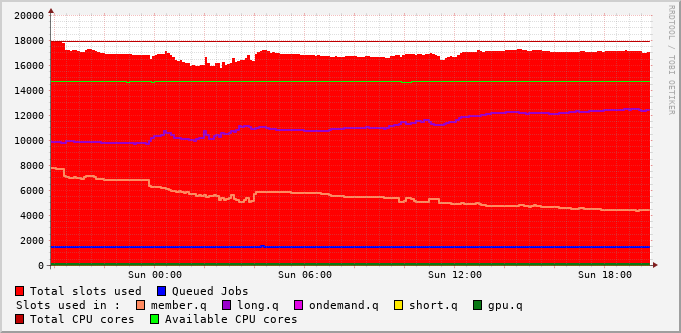 20000
18000
16000
14000
12000
10000
8000
6000
4000
2000
0
Sun 00:00 Sun 06:00 Sun 12:00 Sun 18:00
Total slots used Queued Jobs
Slots used in : member.q long.q ondemand.q short.q gpu.q
Total CPU cores Available CPU cores
RRDTOOL / TOBI OETIKER